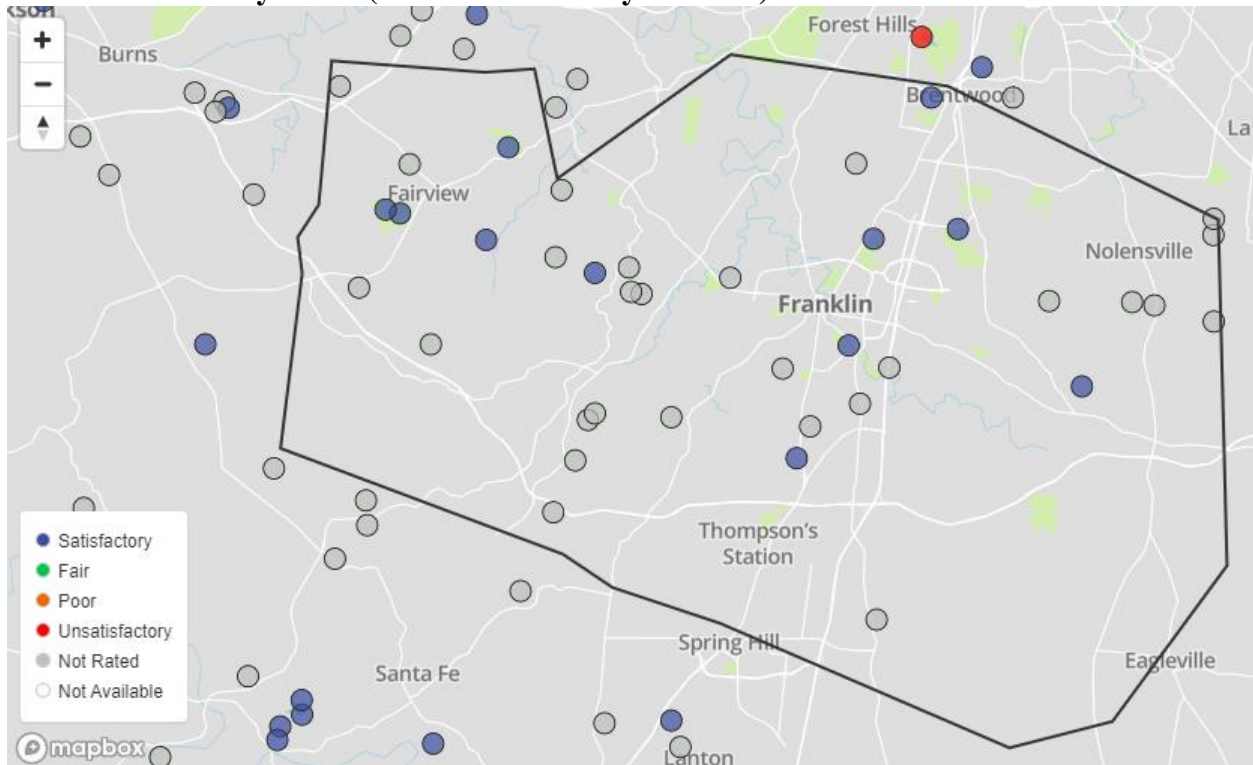 Forest Hills
Burns
+
−
Brentwood
La
Fairview
Nolensville
Franklin
Satisfactory
Fair
Poor
Unsatisfactory
Not Rated
Not Available
Thompson's
Station
Spring Hill
Santa Fe
Eagleville
Lanton
mapbox